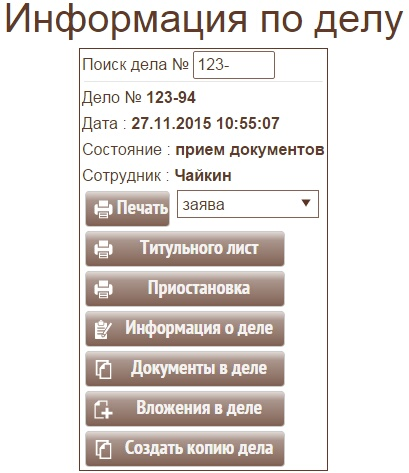 Информация по делу
Поиск дела № 123-
Дело № 123-94
Дата : 27.11.2015 10:55:07
Состояние : прием документов
Сотрудник : Чайкин
Печать заява
Титульного лист
Приостановка
Информация о деле
Документы в деле
Вложения в деле
Создать копию дела